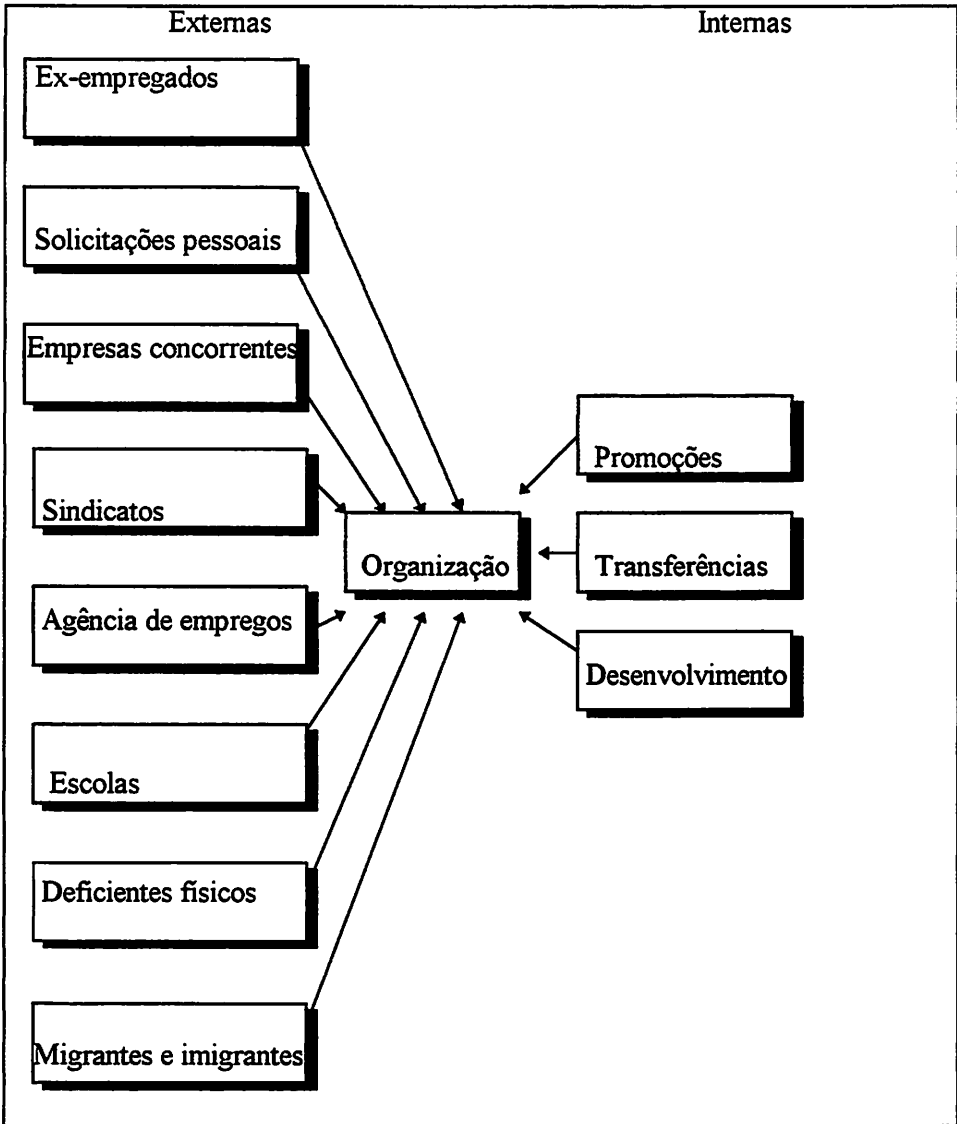 Externas
Internas
Ex-empregados
Solicitações pessoais
Empresas concorrentes
Sindicatos
Agência de empregos
Escolas
Deficientes físicos
Migrantes e imigrantes
Organização
Promoções
Transferências
Desenvolvimento